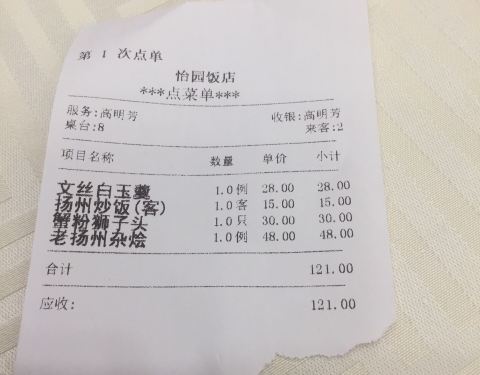 第 1 次点单
怡园饭店
***点菜单***
服务:高明芳 收银:高明芳
桌台:8 来客:2
项目名称 数量 单价 小计
文丝白玉羹 1.0例 28.00 28.00
扬州炒饭(客) 1.0客 15.00 15.00
蟹粉狮子头 1.0只 30.00 30.00
老扬州杂烩 1.0例 48.00 48.00
合计 121.00
应收: 121.00